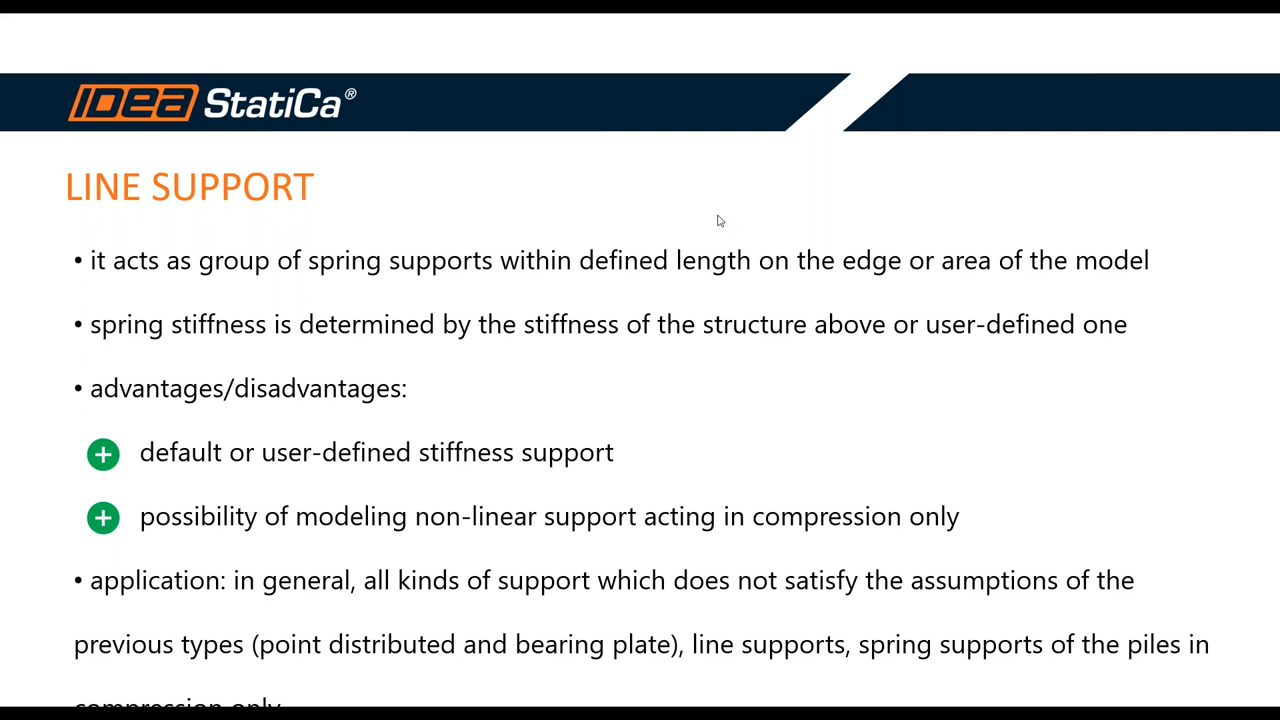 IDEA StatiCa®
LINE SUPPORT
• it acts as group of spring supports within defined length on the edge or area of the model
• spring stiffness is determined by the stiffness of the structure above or user-defined one
• advantages/disadvantages:
+ default or user-defined stiffness support
+ possibility of modeling non-linear support acting in compression only
• application: in general, all kinds of support which does not satisfy the assumptions of the
previous types (point distributed and bearing plate), line supports, spring supports of the piles in
compression only